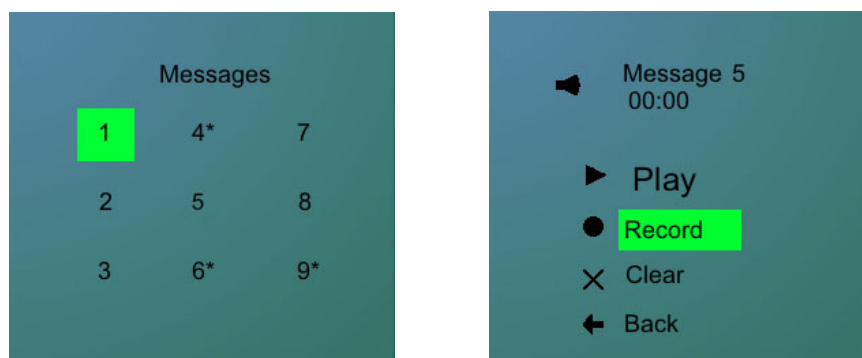 Messages
1 4* 7
2 5 8
3 6* 9*
Message 5
00:00
Play
Record
Clear
Back